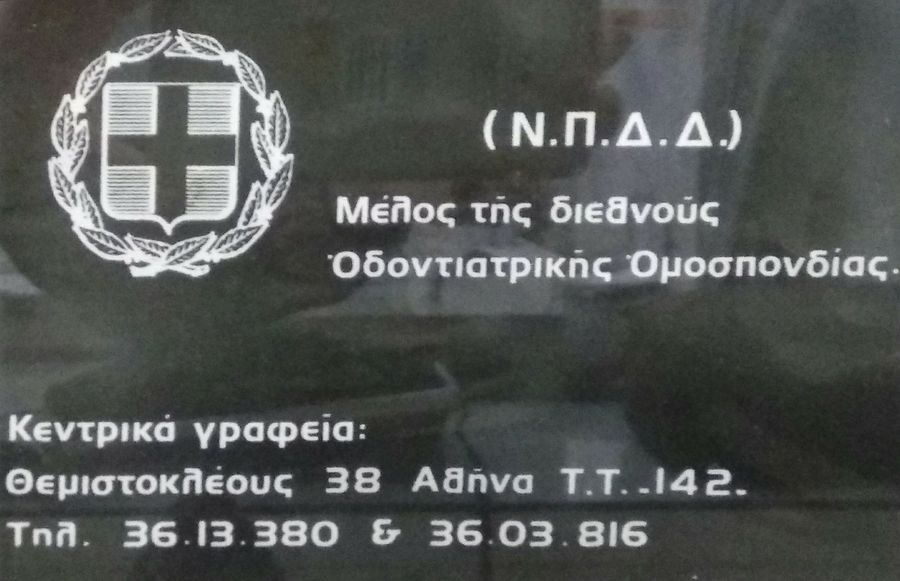 (Ν.Π.Δ.Δ.)
Μέλος τῆς διεθνοῦς
Ὀδοντιατρικῆς Ὁμοσπονδίας.
Κεντρικά γραφεῖα:
Θεμιστοκλέους 38 Ἀθῆνα Τ.Τ.-142-
Τηλ. 36.13.380 & 36.03.816